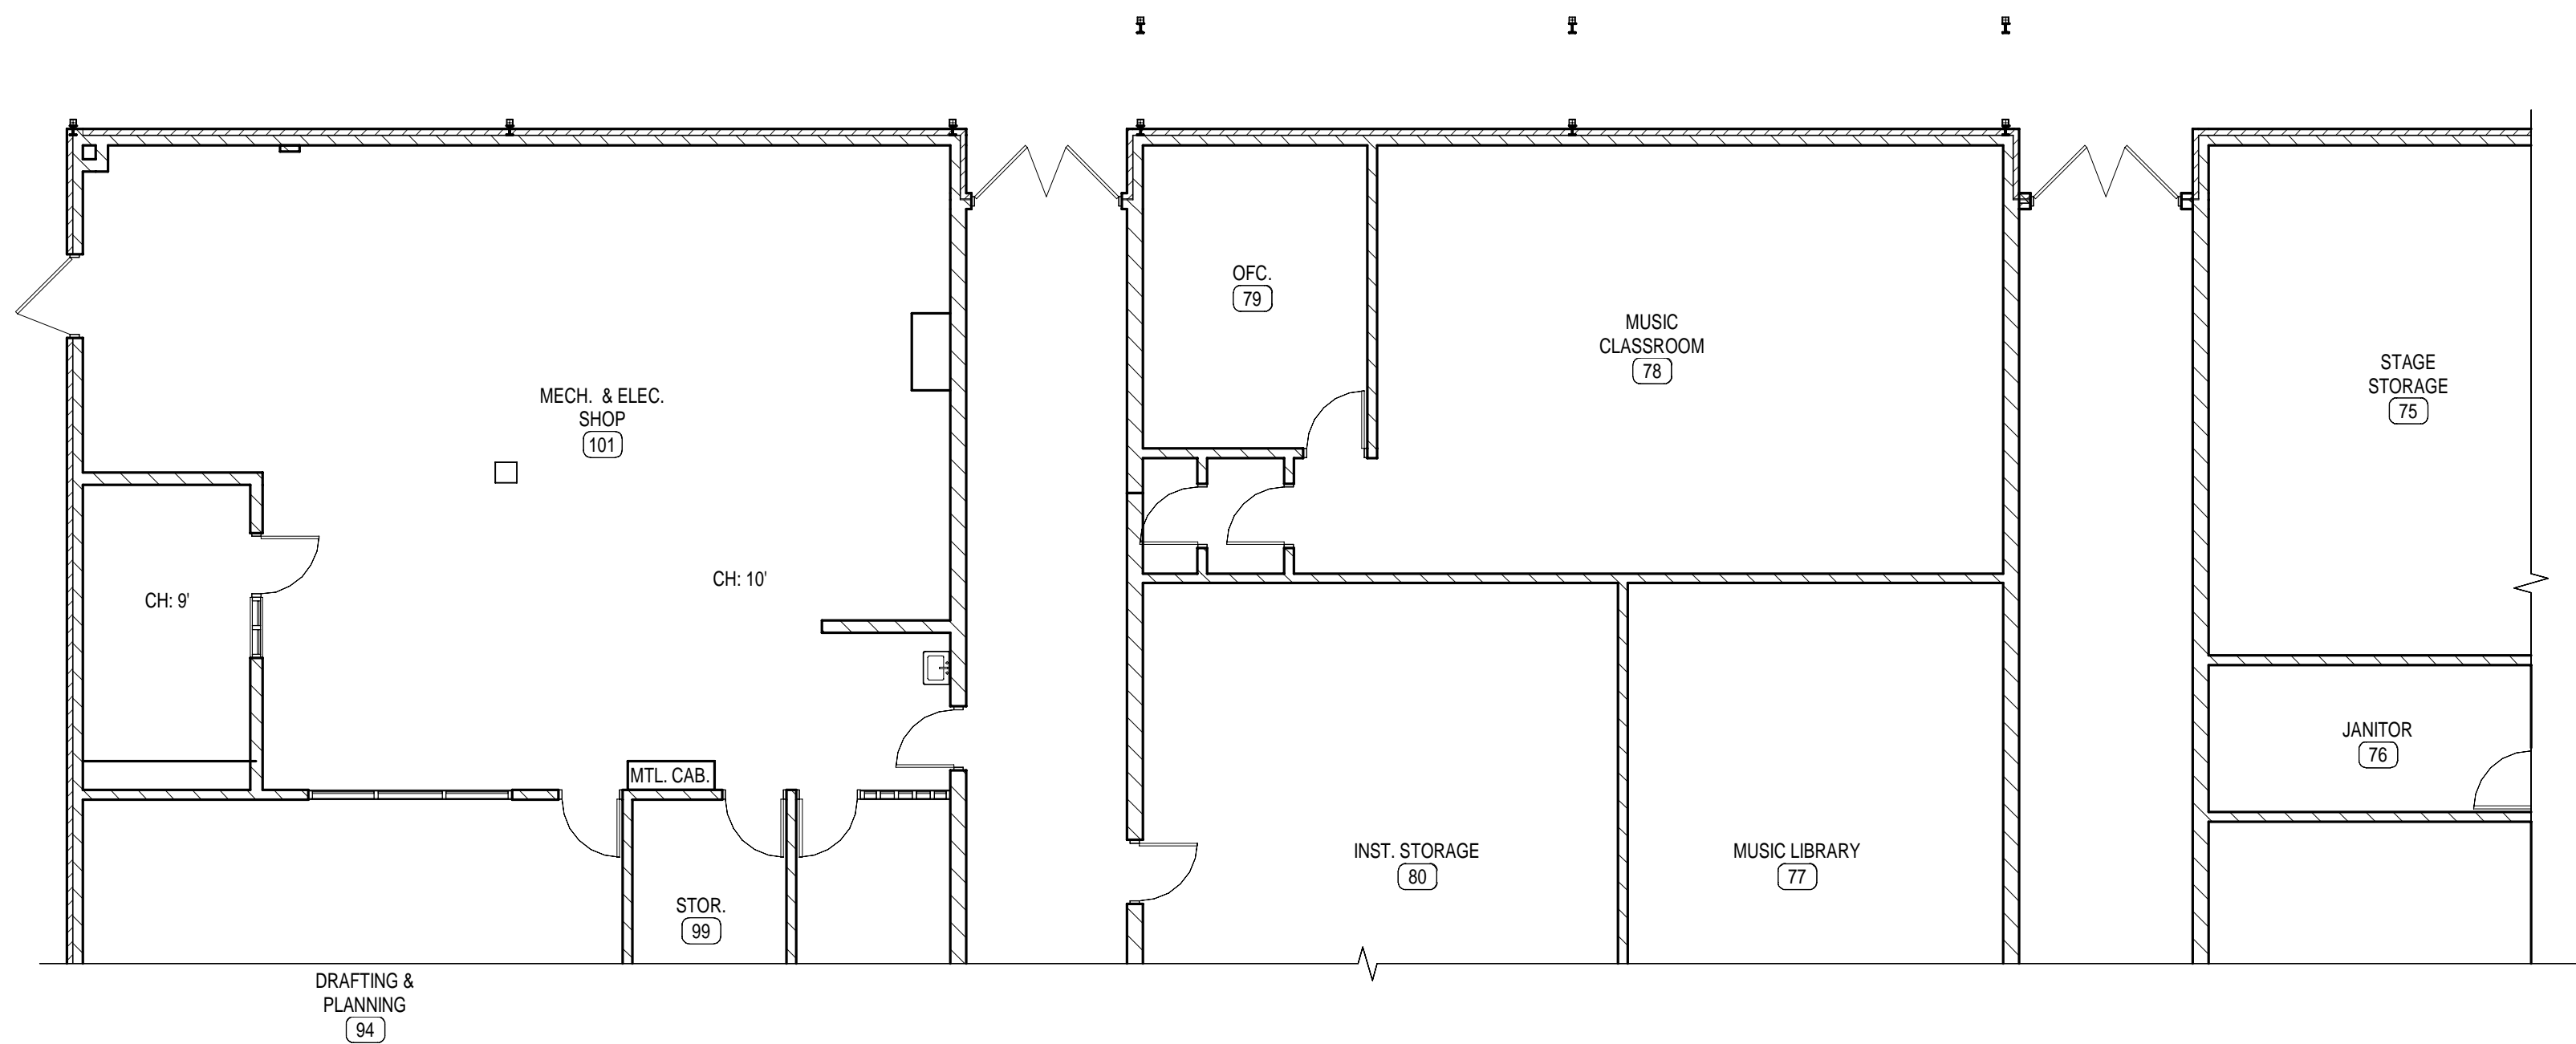 MECH. & ELEC.
SHOP
101
CH: 9'
CH: 10'
MTL. CAB.
STOR.
99
DRAFTING &
PLANNING
94
OFC.
79
MUSIC
CLASSROOM
78
INST. STORAGE
80
MUSIC LIBRARY
77
STAGE
STORAGE
75
JANITOR
76